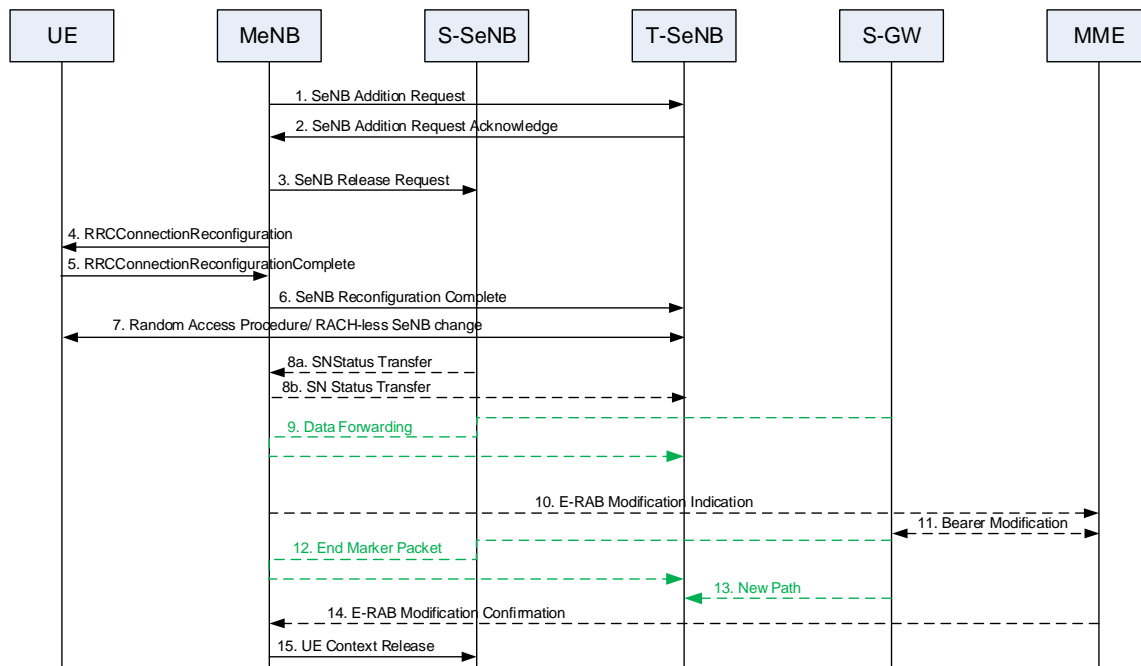 UE
MeNB
S-SeNB
T-SeNB
S-GW
MME
1. SeNB Addition Request
2. SeNB Addition Request Acknowledge
3. SeNB Release Request
4. RRCConnectionReconfiguration
5. RRCConnectionReconfigurationComplete
6. SeNB Reconfiguration Complete
7. Random Access Procedure/ RACH-less SeNB change
8a. SNStatus Transfer
8b. SN Status Transfer
9. Data Forwarding
10. E-RAB Modification Indication
11. Bearer Modification
12. End Marker Packet
13. New Path
14. E-RAB Modification Confirmation
15. UE Context Release